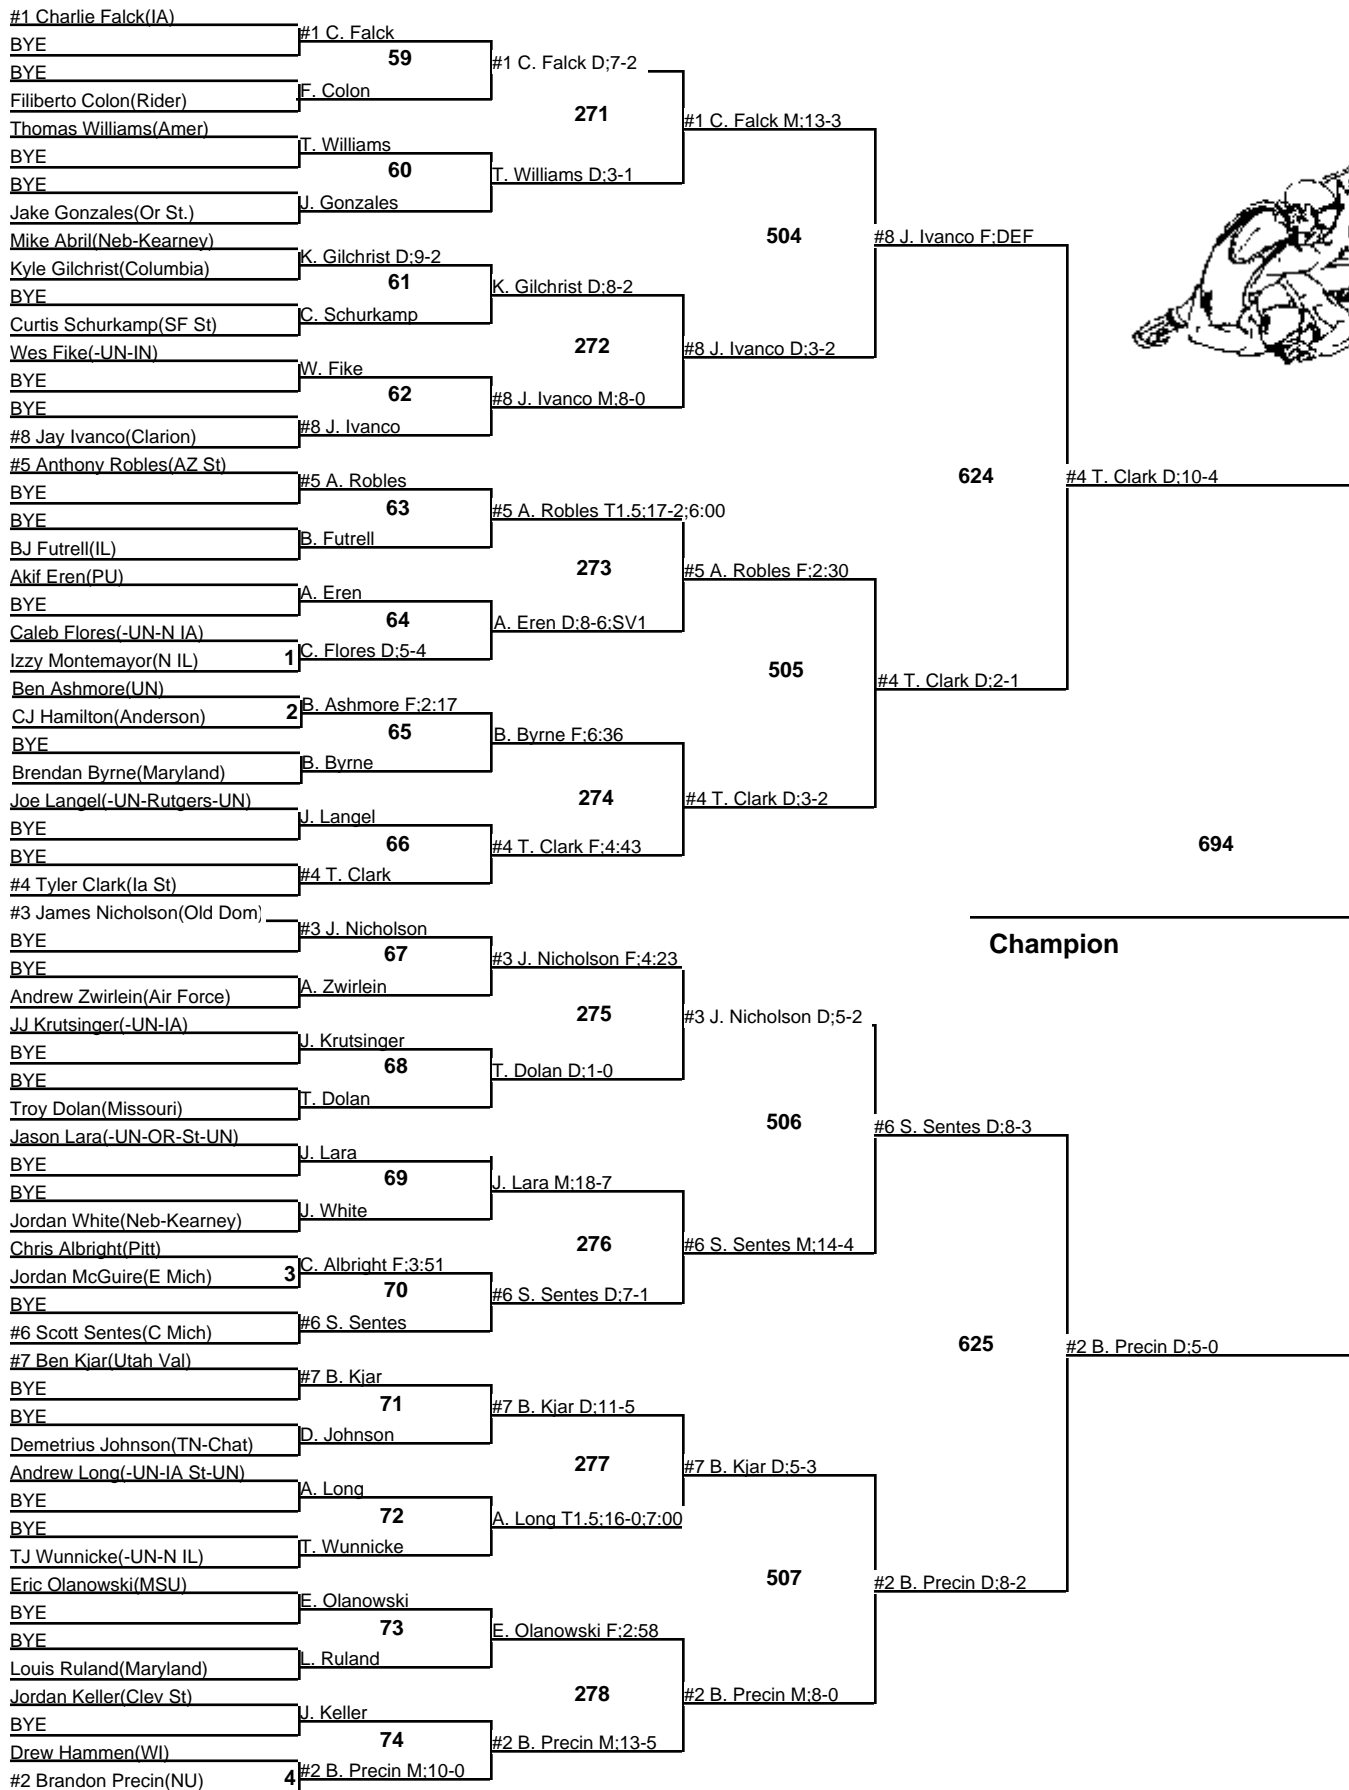 #1 Charlie Falck(IA)
BYE
BYE
Filiberto Colon(Rider)
Thomas Williams(Amer)
BYE
BYE
Jake Gonzales(Or St.)
Mike Abril(Neb-Kearney)
Kyle Gilchrist(Columbia)
BYE
Curtis Schurkamp(SF St)
Wes Fike(-UN-IN)
BYE
BYE
#8 Jay Ivanco(Clarion)
#5 Anthony Robles(AZ St)
BYE
BYE
BJ Futrell(IL)
Akif Eren(PU)
BYE
Caleb Flores(-UN-N IA)
Izzy Montemayor(N IL)
1
Ben Ashmore(UN)
CJ Hamilton(Anderson)
2
BYE
Brendan Byrne(Maryland)
Joe Langel(-UN-Rutgers-UN)
BYE
BYE
#4 Tyler Clark(Ia St)
#3 James Nicholson(Old Dom)
BYE
BYE
Andrew Zwirlein(Air Force)
JJ Krutsinger(-UN-IA)
BYE
BYE
Troy Dolan(Missouri)
Jason Lara(-UN-OR-St-UN)
BYE
BYE
Jordan White(Neb-Kearney)
Chris Albright(Pitt)
Jordan McGuire(E Mich)
3
BYE
#6 Scott Sentes(C Mich)
#7 Ben Kjar(Utah Val)
BYE
BYE
Demetrius Johnson(TN-Chat)
Andrew Long(-UN-IA St-UN)
BYE
BYE
TJ Wunnicke(-UN-N IL)
Eric Olanowski(MSU)
BYE
BYE
Louis Ruland(Maryland)
Jordan Keller(Clev St)
BYE
Drew Hammen(WI)
#2 Brandon Precin(NU)
4
#1 C. Falck
59
F. Colon
T. Williams
60
J. Gonzales
K. Gilchrist D;9-2
61
C. Schurkamp
W. Fike
62
#8 J. Ivanco
#5 A. Robles
63
B. Futrell
A. Eren
64
C. Flores D;5-4
B. Ashmore F;2:17
65
B. Byrne
J. Langel
66
#4 T. Clark
#3 J. Nicholson
67
A. Zwirlein
J. Krutsinger
68
T. Dolan
J. Lara
69
J. White
C. Albright F;3:51
70
#6 S. Sentes
#7 B. Kjar
71
D. Johnson
A. Long
72
T. Wunnicke
E. Olanowski
73
L. Ruland
J. Keller
74
#2 B. Precin M;10-0
#1 C. Falck D;7-2
271
T. Williams D;3-1
K. Gilchrist D;8-2
272
#8 J. Ivanco M;8-0
#5 A. Robles T1.5;17-2;6:00
273
A. Eren D;8-6;SV1
B. Byrne F;6:36
274
#4 T. Clark F;4:43
#3 J. Nicholson F;4:23
275
T. Dolan D;1-0
J. Lara M;18-7
276
#6 S. Sentes D;7-1
#7 B. Kjar D;11-5
277
A. Long T1.5;16-0;7:00
E. Olanowski F;2:58
278
#2 B. Precin M;13-5
#1 C. Falck M;13-3
504
#8 J. Ivanco D;3-2
#5 A. Robles F;2:30
505
#4 T. Clark D;3-2
#3 J. Nicholson D;5-2
506
#6 S. Sentes M;14-4
#7 B. Kjar D;5-3
507
#2 B. Precin M;8-0
#8 J. Ivanco F;DEF
624
#4 T. Clark D;2-1
#6 S. Sentes D;8-3
625
#2 B. Precin D;8-2
#4 T. Clark D;10-4
694
Champion
#2 B. Precin D;5-0